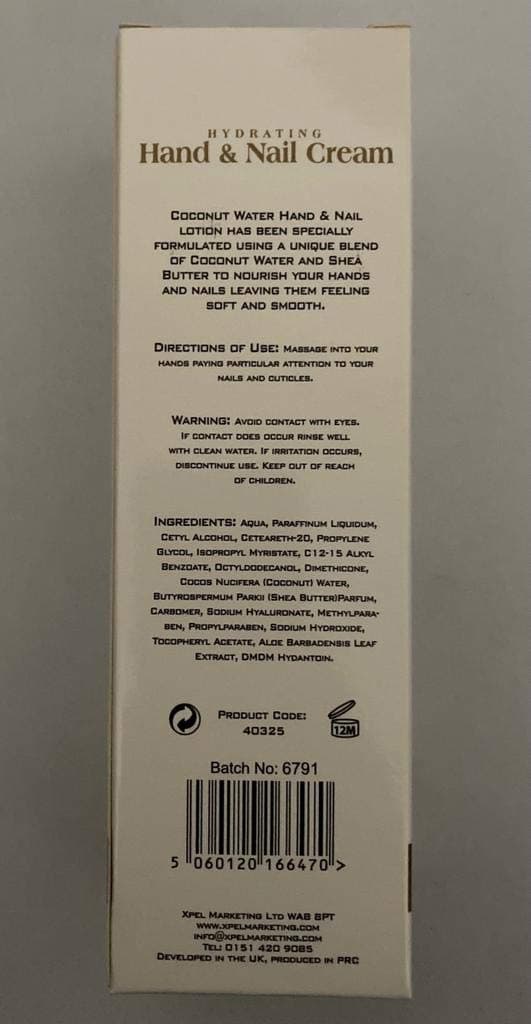 HYDRATING
Hand & Nail Cream
COCONUT WATER HAND & NAIL
LOTION HAS BEEN SPECIALLY
FORMULATED USING A UNIQUE BLEND
OF COCONUT WATER AND SHEA
BUTTER TO NOURISH YOUR HANDS
AND NAILS LEAVING THEM FEELING
SOFT AND SMOOTH.
DIRECTIONS OF USE: MASSAGE INTO YOUR
HANDS PAYING PARTICULAR ATTENTION TO YOUR
NAILS AND CUTICLES.
WARNING: AVOID CONTACT WITH EYES.
IF CONTACT DOES OCCUR RINSE WELL
WITH CLEAN WATER. IF IRRITATION OCCURS,
DISCONTINUE USE. KEEP OUT OF REACH
OF CHILDREN.
INGREDIENTS: AQUA, PARAFFINUM LIQUIDUM,
CETYL ALCOHOL, CETEARETH-20, PROPYLENE
GLYCOL, ISOPROPYL MYRISTATE, C12-15 ALKYL
BENZOATE, OCTYLDODECANOL, DIMETHICONE,
COCOS NUCIFERA (COCONUT) WATER,
BUTYROSPERMUM PARKII (SHEA BUTTER)PARFUM,
CARBOMER, SODIUM HYALURONATE, METHYLPARA-
BEN, PROPYLPARABEN, SODIUM HYDROXIDE,
TOCOPHERYL ACETATE, ALOE BARBADENSIS LEAF
EXTRACT, DMDM HYDANTOIN.
PRODUCT CODE:
40325
12M
Batch No: 6791
5 060120 166470 >
XPEL MARKETING LTD WA8 8PT
WWW.XPELMARKETING.COM
INFO@XPELMARKETING.COM
TEL: 0151 420 9085
DEVELOPED IN THE UK, PRODUCED IN PRC